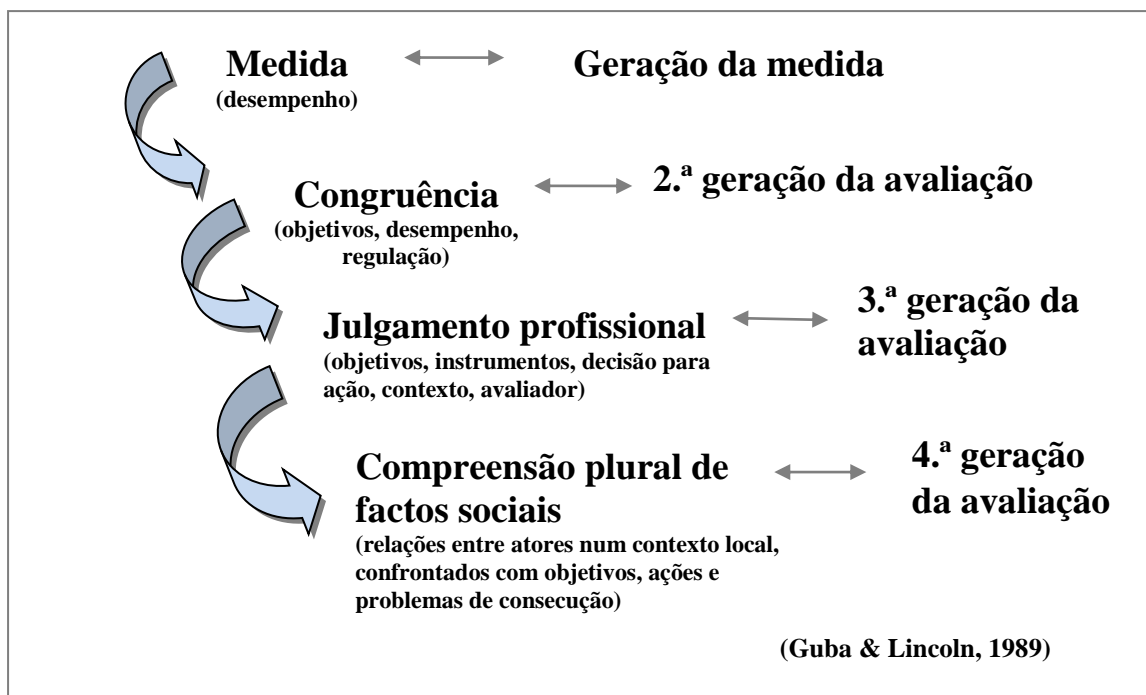 Medida
(desempenho)
Geração da medida
Congruência
(objetivos, desempenho,
regulação)
2.ª geração da avaliação
Julgamento profissional
(objetivos, instrumentos, decisão para
ação, contexto, avaliador)
3.ª geração da
avaliação
Compreensão plural de
factos sociais
(relações entre atores num contexto local,
confrontados com objetivos, ações e
problemas de consecução)
4.ª geração
da avaliação
(Guba & Lincoln, 1989)